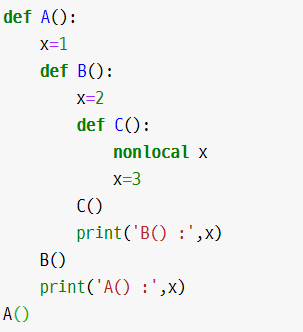 def A():
    x=1
    def B():
        x=2
        def C():
            nonlocal x
            x=3
        C()
        print('B() :',x)
    B()
    print('A() :',x)
A()